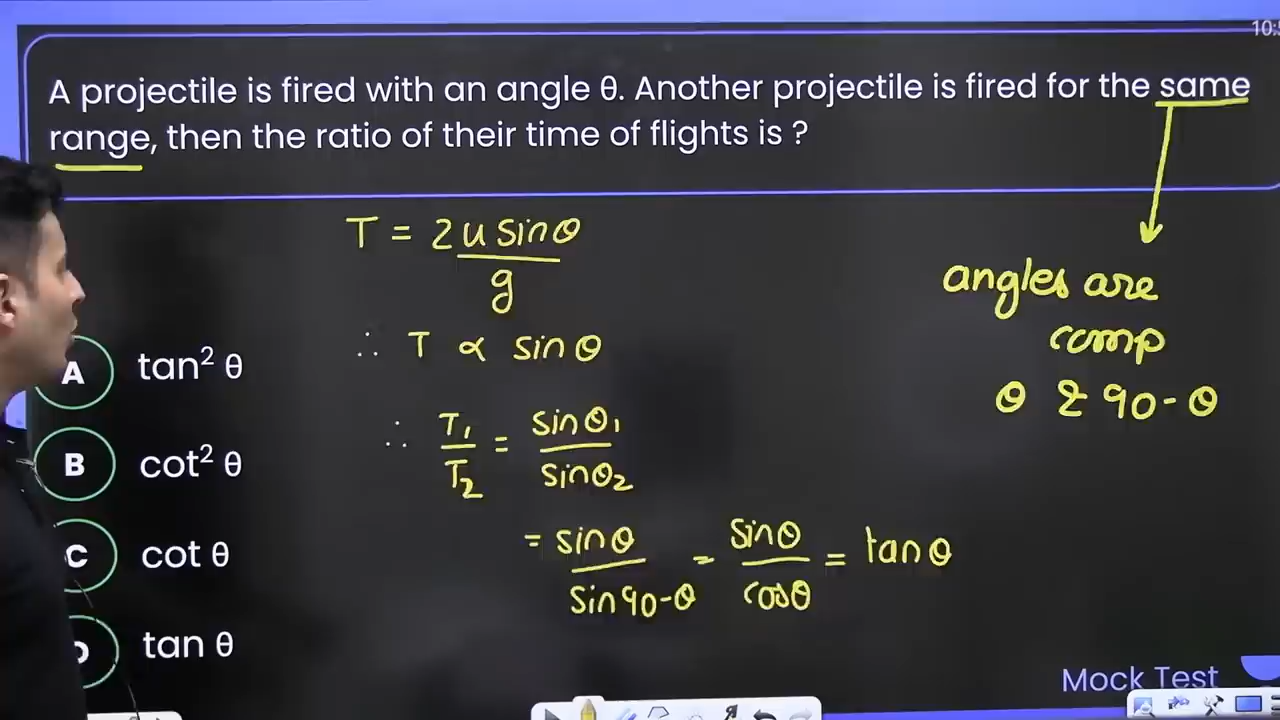 10:5
A projectile is fired with an angle θ. Another projectile is fired for the same
range, then the ratio of their time of flights is ?
T = 2u sinθ
g
∴ T ∝ sinθ
∴ T₁ = sinθ₁
T₂ sinθ₂
= sinθ = sinθ = tanθ
sin90-θ cosθ
angles are
comp
θ & 90-θ
A tan² θ
B cot² θ
C cot θ
D tan θ
Mock Test